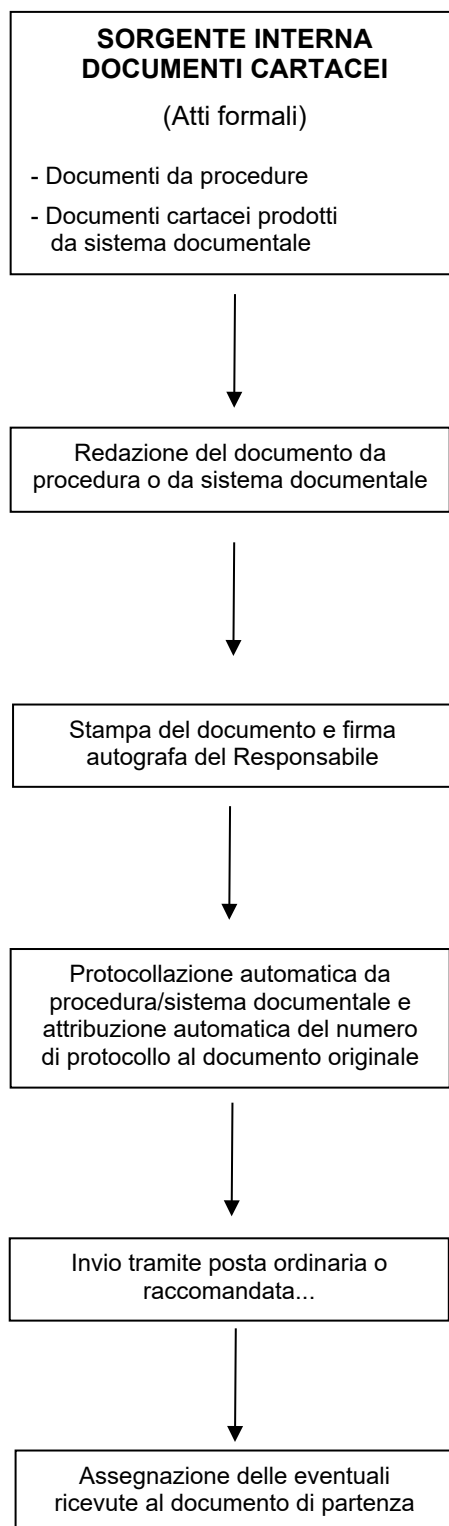 SORGENTE INTERNA
DOCUMENTI CARTACEI
(Atti formali)
- Documenti da procedure
- Documenti cartacei prodotti
da sistema documentale
Redazione del documento da
procedura o da sistema documentale
Stampa del documento e firma
autografa del Responsabile
Protocollazione automatica da
procedura/sistema documentale e
attribuzione automatica del numero
di protocollo al documento originale
Invio tramite posta ordinaria o
raccomandata...
Assegnazione delle eventuali
ricevute al documento di partenza